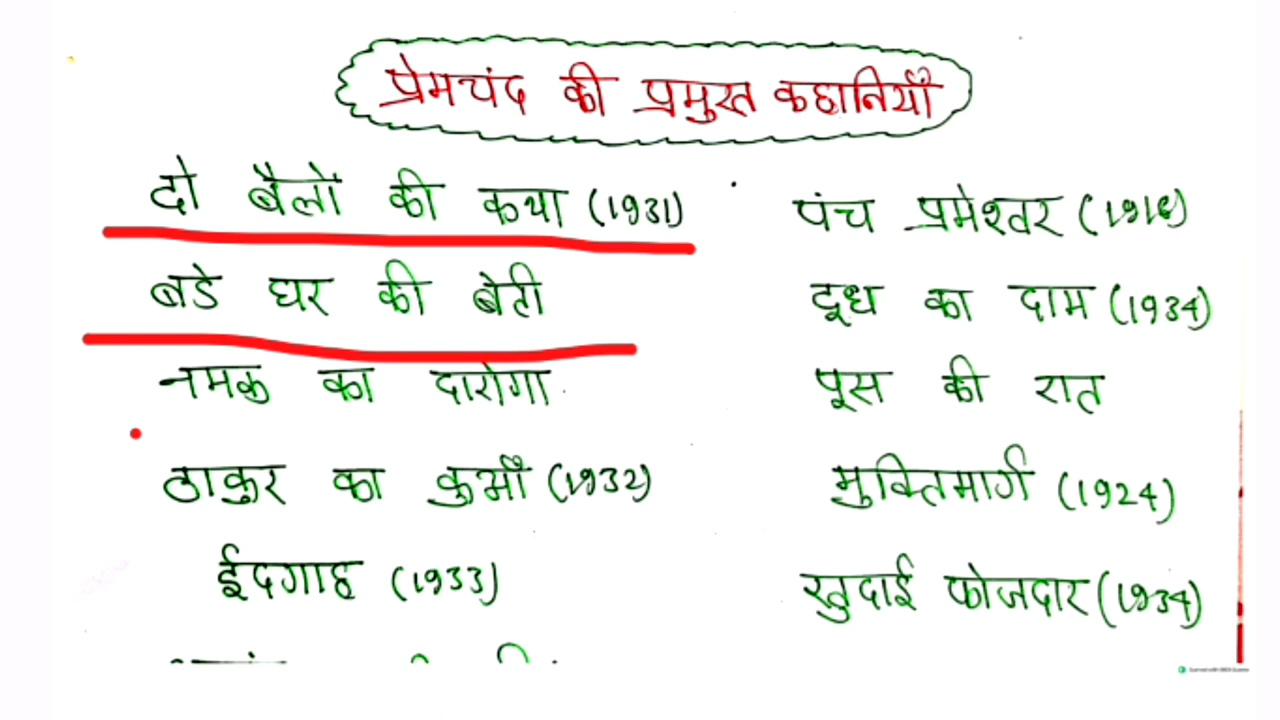 प्रेमचंद की प्रमुख कहानियाँ
दो बैलों की कथा (1931)
बडे घर की बेटी
नमक का दारोगा
ठाकुर का कुआँ (1932)
ईदगाह (1933)
पंच प्रमेश्वर (1916)
दूध का दाम (1934)
पूस की रात
मुक्तिमार्ग (1924)
खुदाई फोजदार (1934)